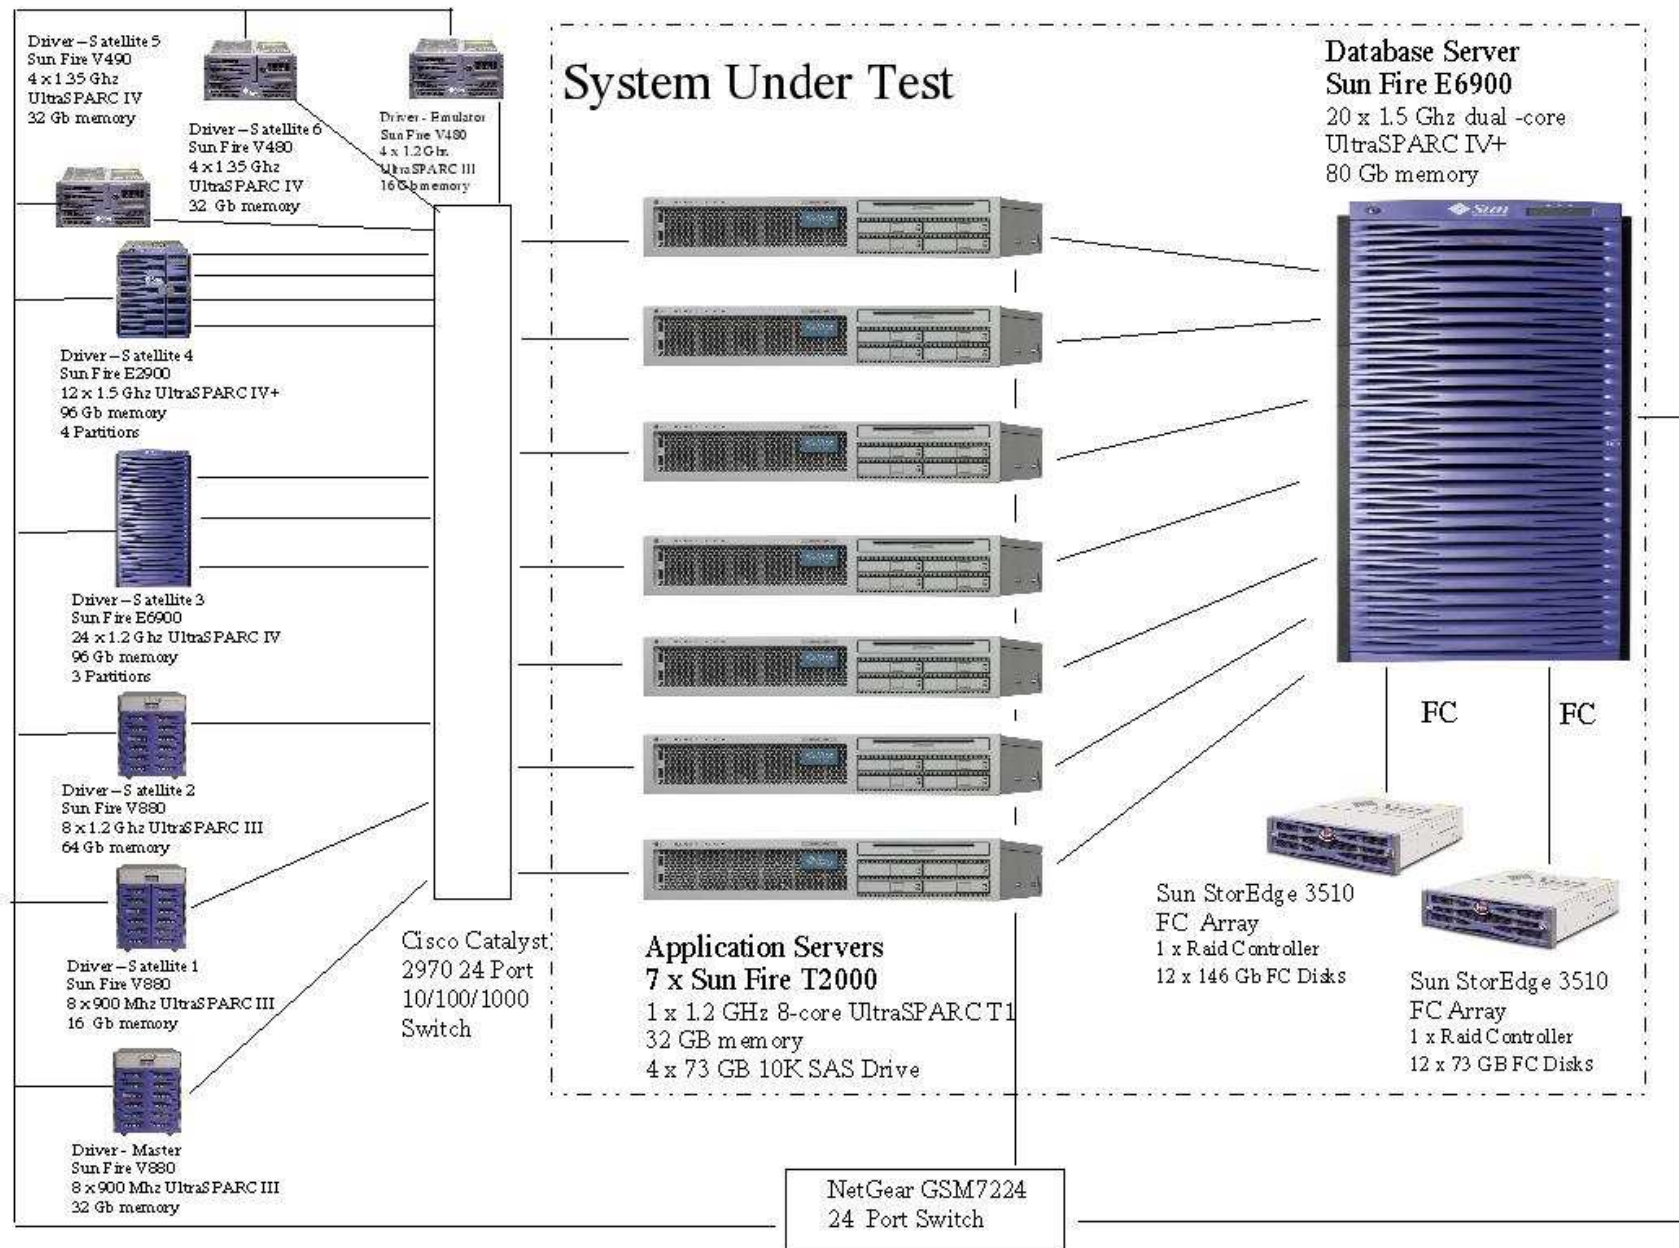 Driver – Satellite 5
Sun Fire V490
4 x 1.35 Ghz
UltraSPARC IV
32 Gb memory
Driver – Satellite 6
Sun Fire V480
4 x 1.35 Ghz
UltraSPARC IV
32 Gb memory
Driver - Emulator
Sun Fire V480
4 x 1.2 Ghz
UltraSPARC III
16 Gb memory
System Under Test
Database Server
Sun Fire E6900
20 x 1.5 Ghz dual -core
UltraSPARC IV+
80 Gb memory
Sun
Driver – Satellite 4
Sun Fire E2900
12 x 1.5 Ghz UltraSPARC IV+
96 Gb memory
4 Partitions
Driver – Satellite 3
Sun Fire E6900
24 x 1.2 Ghz UltraSPARC IV
96 Gb memory
3 Partitions
Driver – Satellite 2
Sun Fire V880
8 x 1.2 Ghz UltraSPARC III
64 Gb memory
Driver – Satellite 1
Sun Fire V880
8 x 900 Mhz UltraSPARC III
16 Gb memory
Driver - Master
Sun Fire V880
8 x 900 Mhz UltraSPARC III
32 Gb memory
Cisco Catalyst
2970 24 Port
10/100/1000
Switch
Application Servers
7 x Sun Fire T2000
1 x 1.2 GHz 8-core UltraSPARC T1
32 GB memory
4 x 73 GB 10K SAS Drive
FC
FC
Sun StorEdge 3510
FC Array
1 x Raid Controller
12 x 146 Gb FC Disks
Sun StorEdge 3510
FC Array
1 x Raid Controller
12 x 73 GB FC Disks
NetGear GSM7224
24 Port Switch